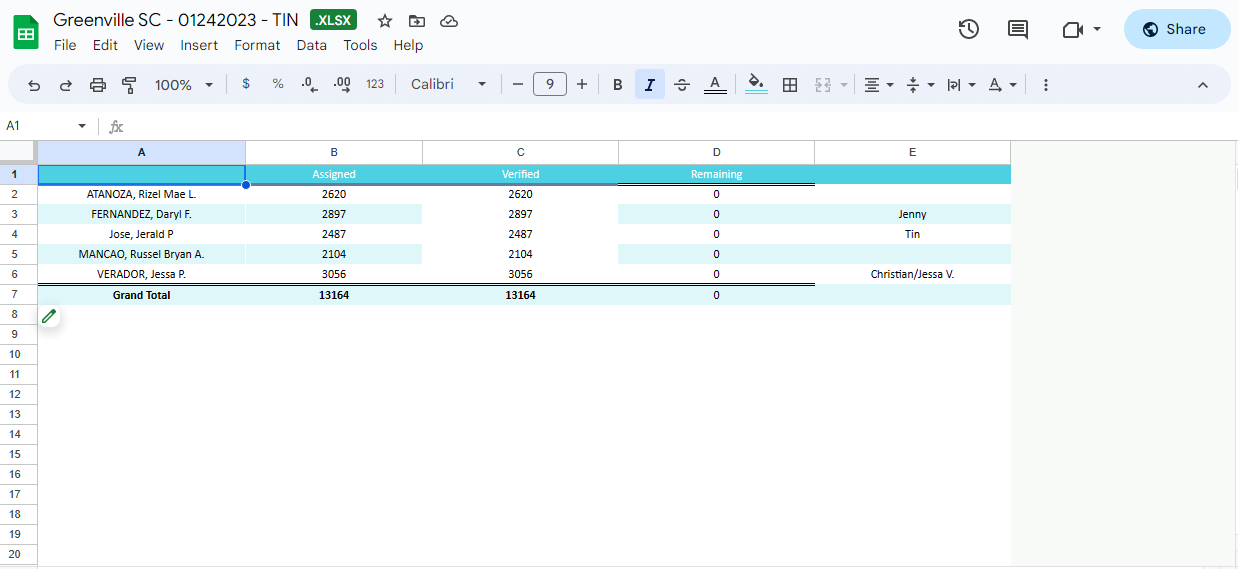 Greenville SC - 01242023 - TIN .XLSX
File Edit View Insert Format Data Tools Help
Share
100% $ % .0 .00 123 Calibri 9 B I S A A
A1 fx
A B C D E
1 Assigned Verified Remaining
2 ATANOZA, Rizel Mae L. 2620 2620 0
3 FERNANDEZ, Daryl F. 2897 2897 0 Jenny
4 Jose, Jerald P 2487 2487 0 Tin
5 MANCAO, Russel Bryan A. 2104 2104 0
6 VERADOR, Jessa P. 3056 3056 0 Christian/Jessa V.
7 Grand Total 13164 13164 0
8
9
10
11
12
13
14
15
16
17
18
19
20